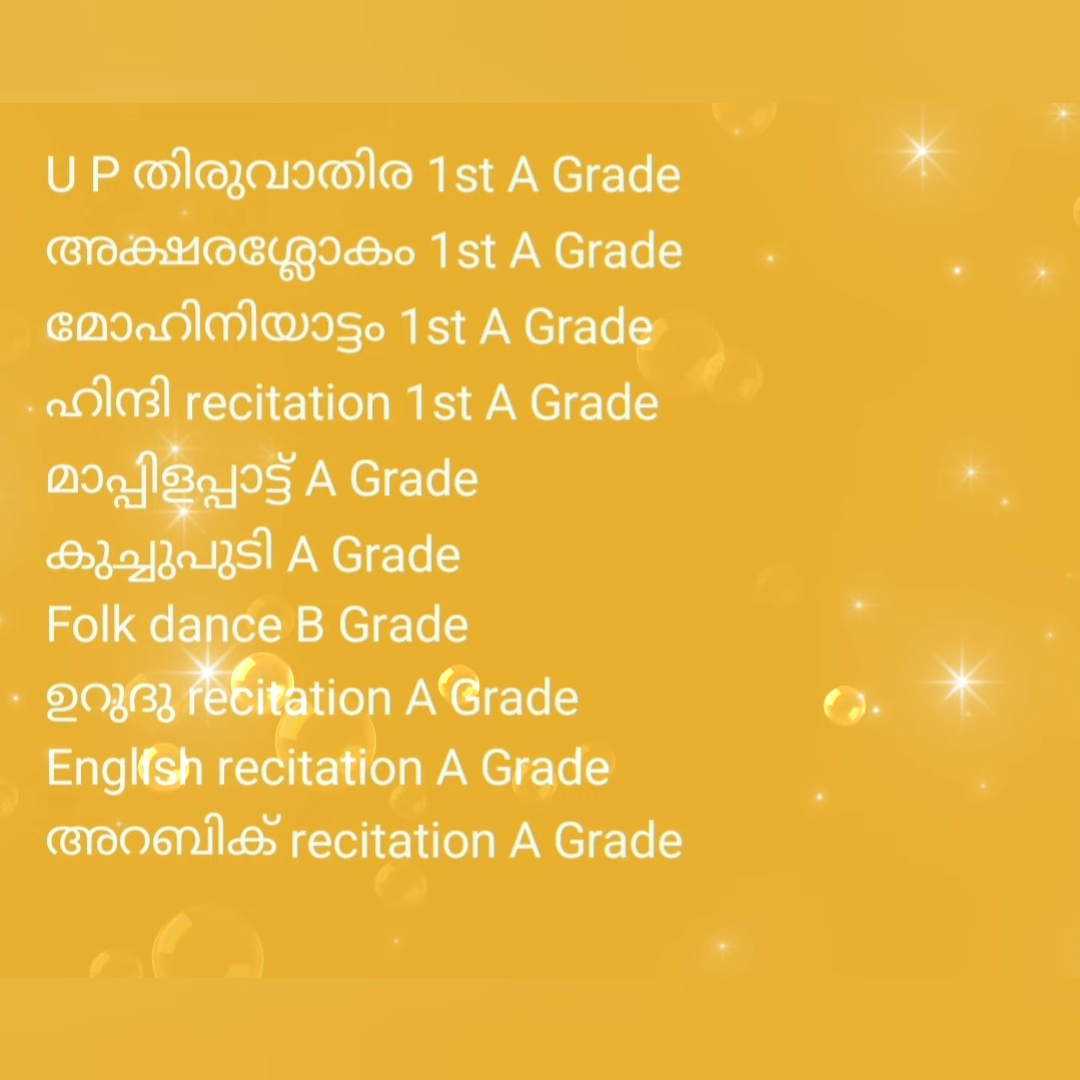 U P തിരുവാതിര 1st A Grade
അക്ഷരശ്ലോകം 1st A Grade
മോഹിനിയാട്ടം 1st A Grade
ഹിന്ദി recitation 1st A Grade
മാപ്പിളപ്പാട്ട് A Grade
കുച്ചുപുടി A Grade
Folk dance B Grade
ഉറുദു recitation A Grade
English recitation A Grade
അറബിക് recitation A Grade